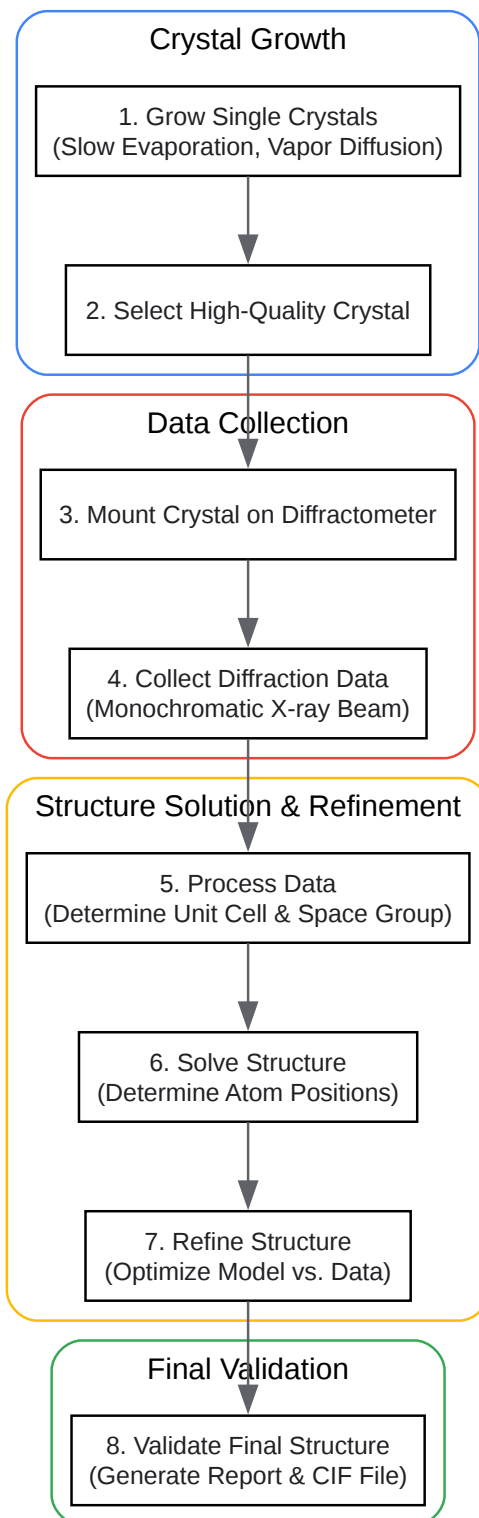 Crystal Growth
1. Grow Single Crystals
(Slow Evaporation, Vapor Diffusion)
2. Select High-Quality Crystal
Data Collection
3. Mount Crystal on Diffractometer
4. Collect Diffraction Data
(Monochromatic X-ray Beam)
Structure Solution & Refinement
5. Process Data
(Determine Unit Cell & Space Group)
6. Solve Structure
(Determine Atom Positions)
7. Refine Structure
(Optimize Model vs. Data)
Final Validation
8. Validate Final Structure
(Generate Report & CIF File)